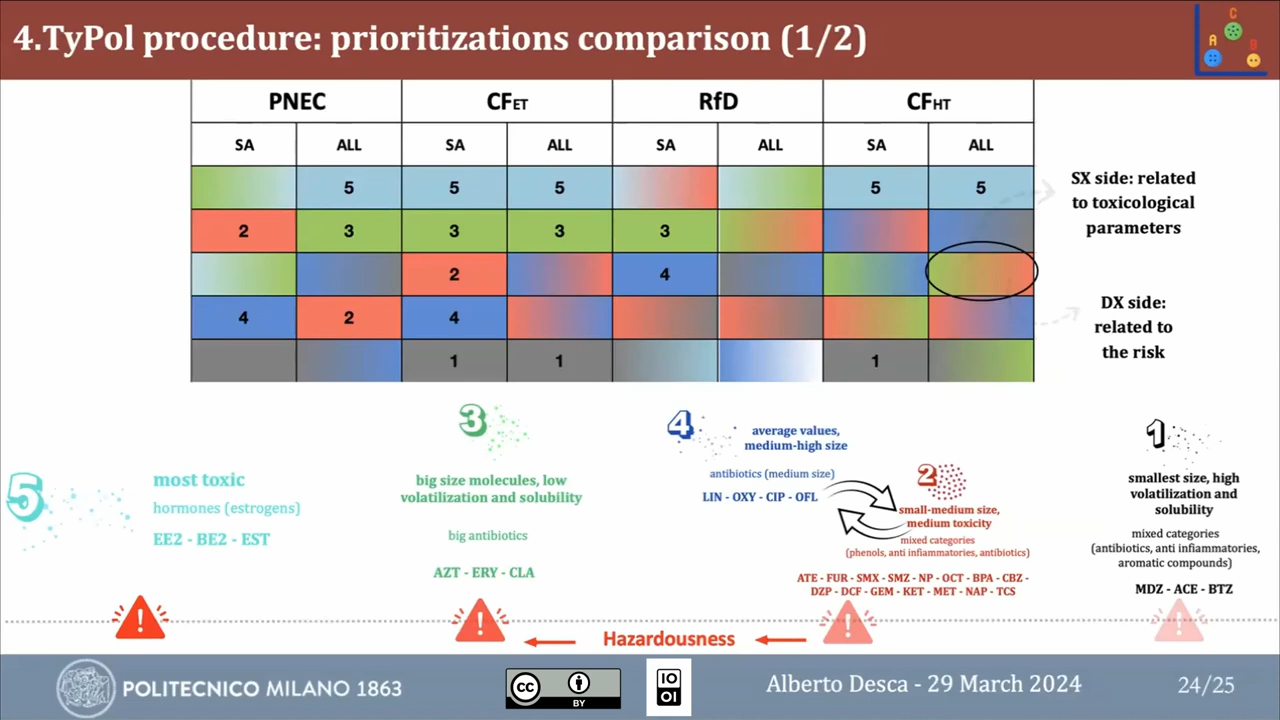 4.TyPol procedure: prioritizations comparison (1/2)
C
A
B
PNEC CFET RfD CFHT
SA ALL SA ALL SA ALL SA ALL
5 5 5 5 5
2 3 3 3 3
2 4
4 2 4
1 1 1
SX side: related
to toxicological
parameters
DX side:
related to
the risk
5
most toxic
hormones (estrogens)
EE2 - BE2 - EST
3
big size molecules, low
volatilization and solubility
big antibiotics
AZT - ERY - CLA
4
average values,
medium-high size
antibiotics (medium size)
LIN - OXY - CIP - OFL
2
small-medium size,
medium toxicity
mixed categories
(phenols, anti infiammatories, antibiotics)
ATE - FUR - SMX - SMZ - NP - OCT - BPA - CBZ -
DZP - DCF - GEM - KET - MET - NAP - TCS
1
smallest size, high
volatilization and
solubility
mixed categories
(antibiotics, anti infiammatories,
aromatic compounds)
MDZ - ACE - BTZ
! ! ! !
Hazardousness
POLITECNICO MILANO 1863
CC BY
IO
OI
Alberto Desca - 29 March 2024
24/25